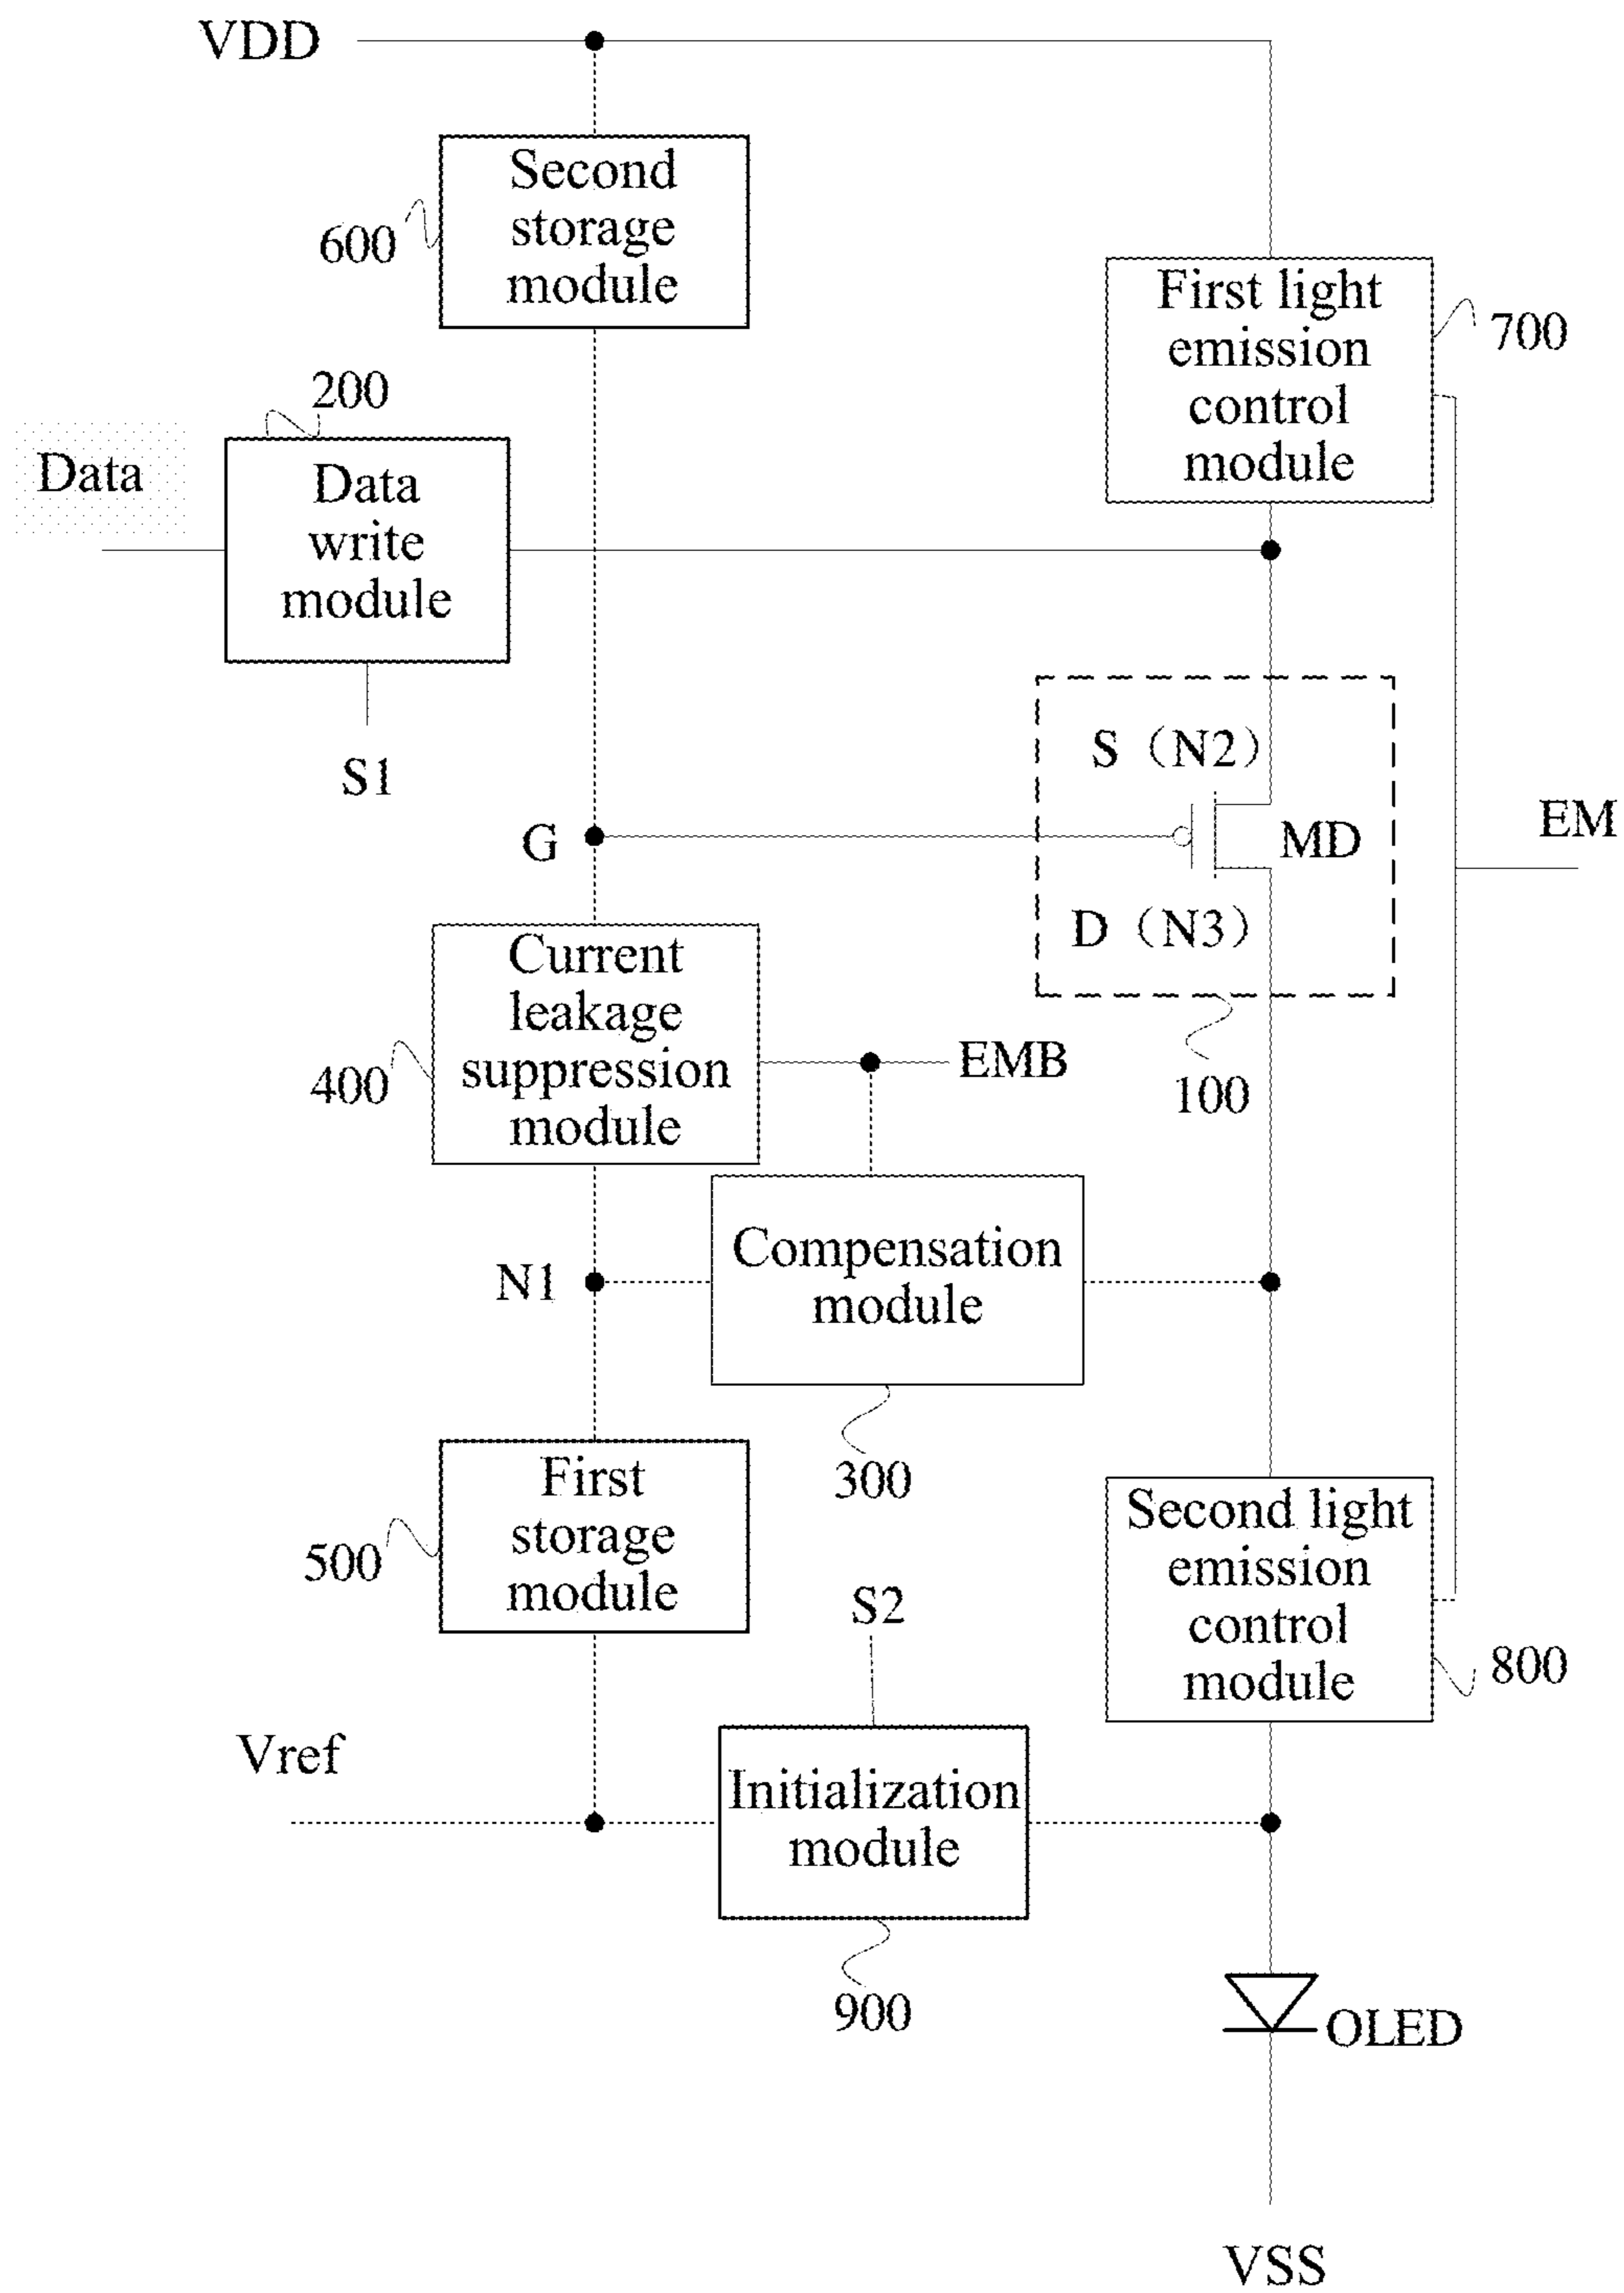 VDD
Second
storage
module
600
First light
emission
control
module
700
200
Data
Data
write
module
S1
S（N2）
EM
G
MD
D（N3）
Current
leakage
suppression
module
400
EMB
100
Compensation
module
N1
300
First
storage
module
500
Second light
emission
control
module
S2
800
Vref
Initialization
module
900
OLED
VSS